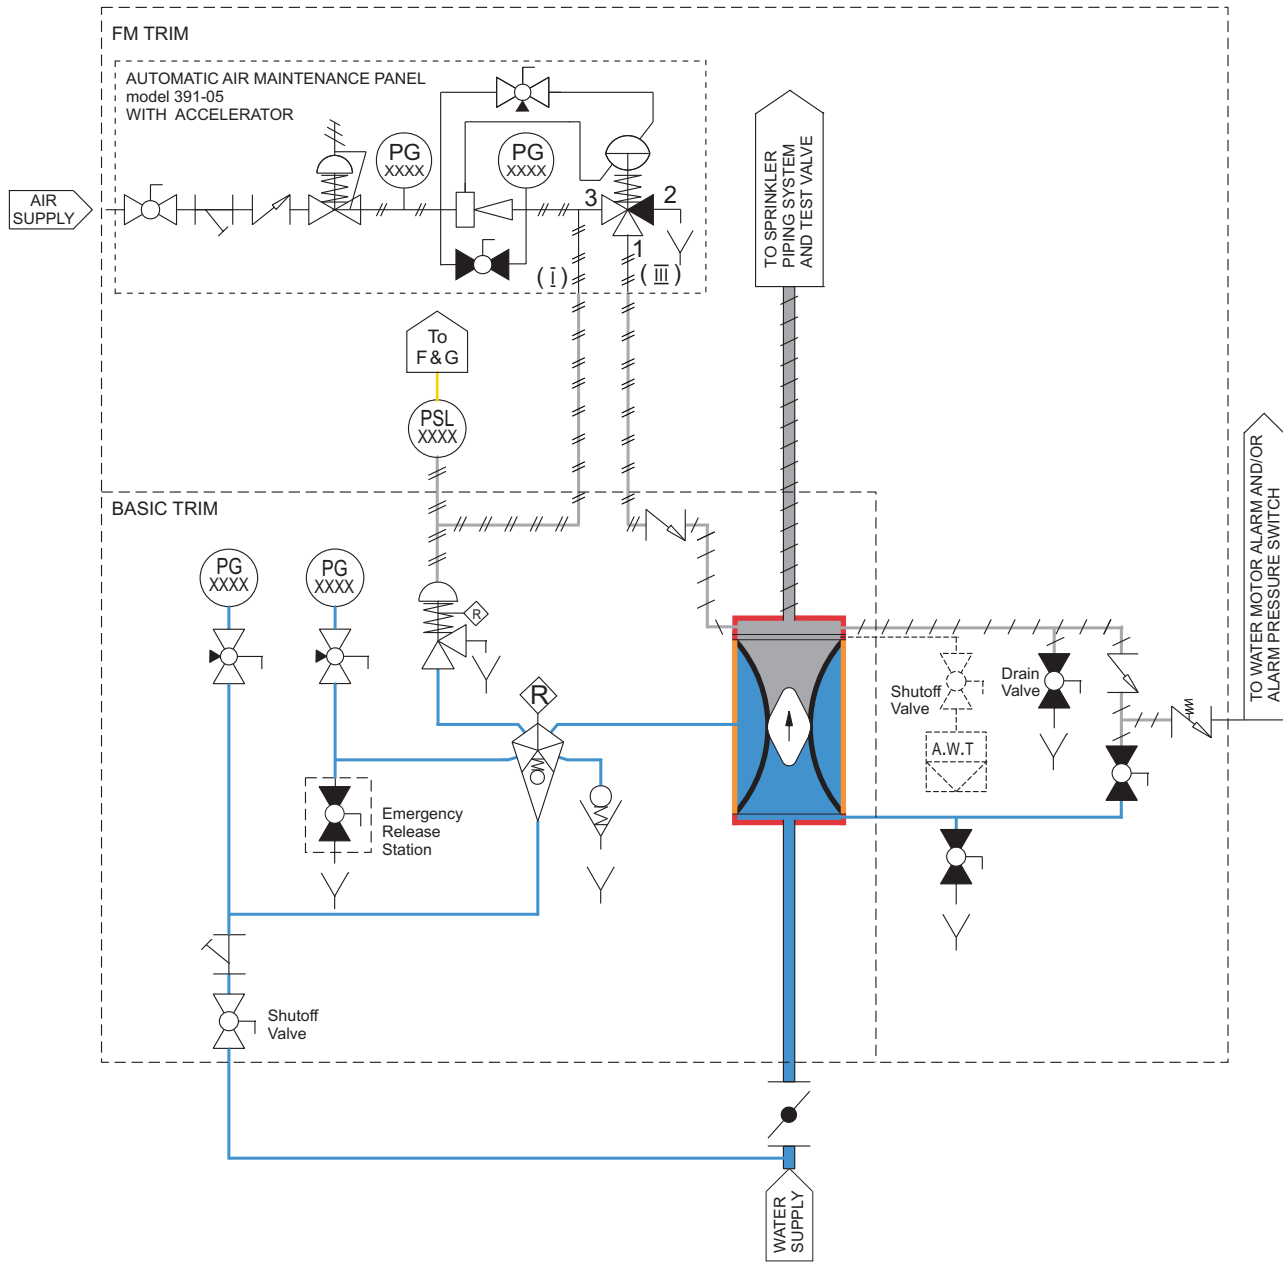 FM TRIM
AUTOMATIC AIR MAINTENANCE PANEL
model 391-05
WITH ACCELERATOR
PG
XXXX
PG
XXXX
3
2
1
(I)
(III)
AIR
SUPPLY
TO SPRINKLER
PIPING SYSTEM
AND TEST VALVE
To
F&G
PSL
XXXX
BASIC TRIM
PG
XXXX
PG
XXXX
R
R
TO WATER MOTOR ALARM AND/OR
ALARM PRESSURE SWITCH
Shutoff
Valve
Drain
Valve
A.W.T
Emergency
Release
Station
Shutoff
Valve
WATER
SUPPLY